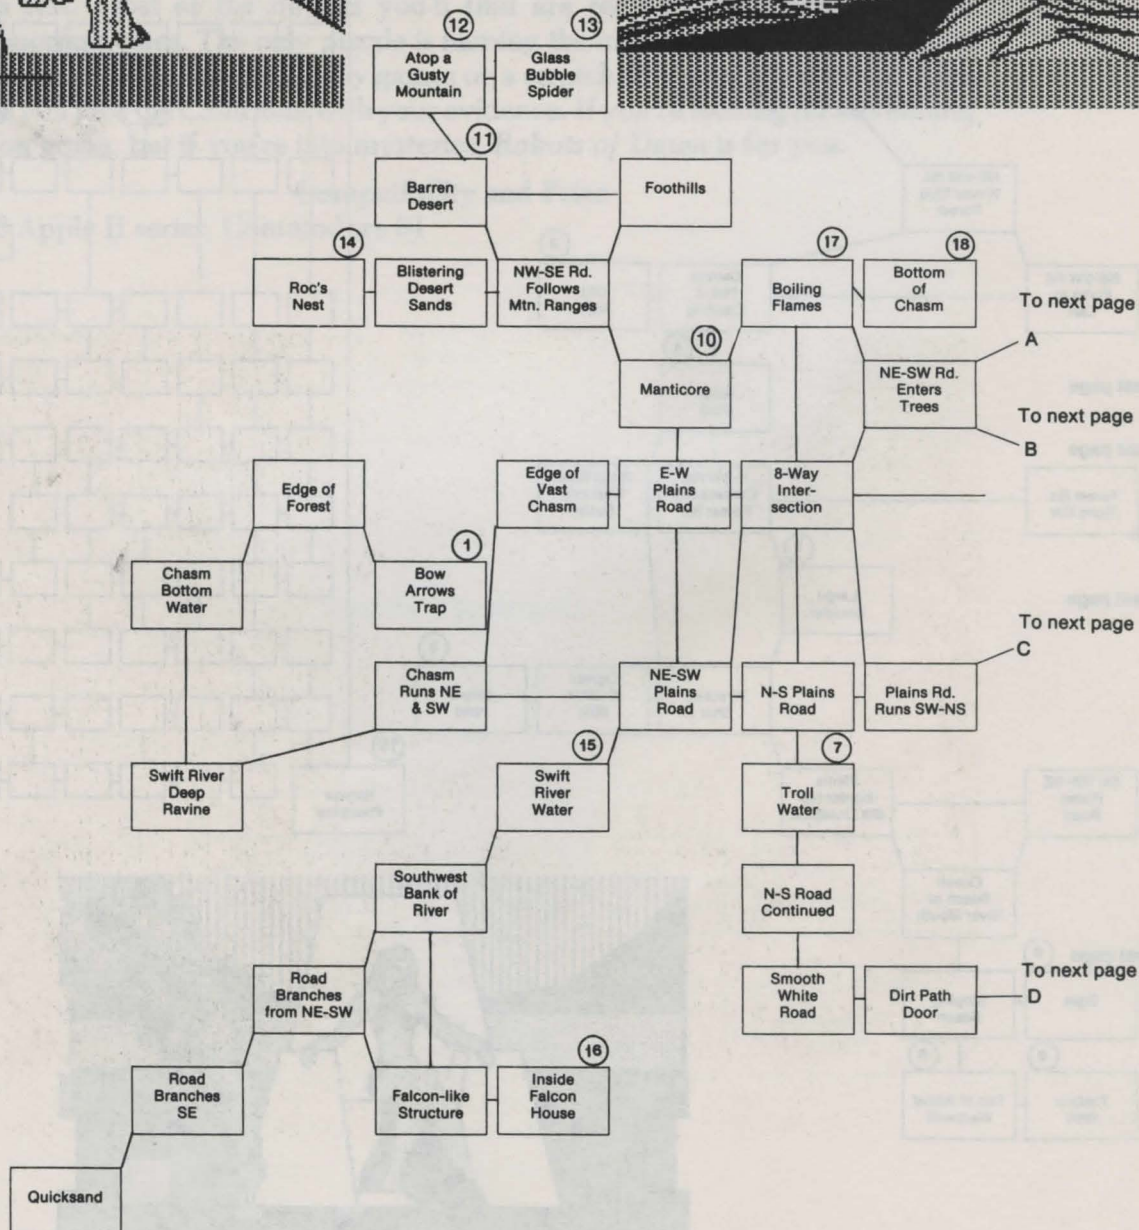 12
13
Atop a
Gusty
Mountain
Glass
Bubble
Spider
11
Barren
Desert
Foothills
14
17
18
Roc's
Nest
Blistering
Desert
Sands
NW-SE Rd.
Follows
Mtn. Ranges
Boiling
Flames
Bottom
of
Chasm
To next page
A
10
Manticore
NE-SW Rd.
Enters
Trees
To next page
B
Edge of
Forest
Edge of
Vast
Chasm
E-W
Plains
Road
8-Way
Inter-
section
1
Chasm
Bottom
Water
Bow
Arrows
Trap
To next page
C
Chasm
Runs NE
& SW
NE-SW
Plains
Road
N-S Plains
Road
Plains Rd.
Runs SW-NS
15
7
Swift River
Deep
Ravine
Swift
River
Water
Troll
Water
Southwest
Bank of
River
N-S Road
Continued
Road
Branches
from NE-SW
Smooth
White
Road
Dirt Path
Door
To next page
D
16
Road
Branches
SE
Falcon-like
Structure
Inside
Falcon
House
Quicksand